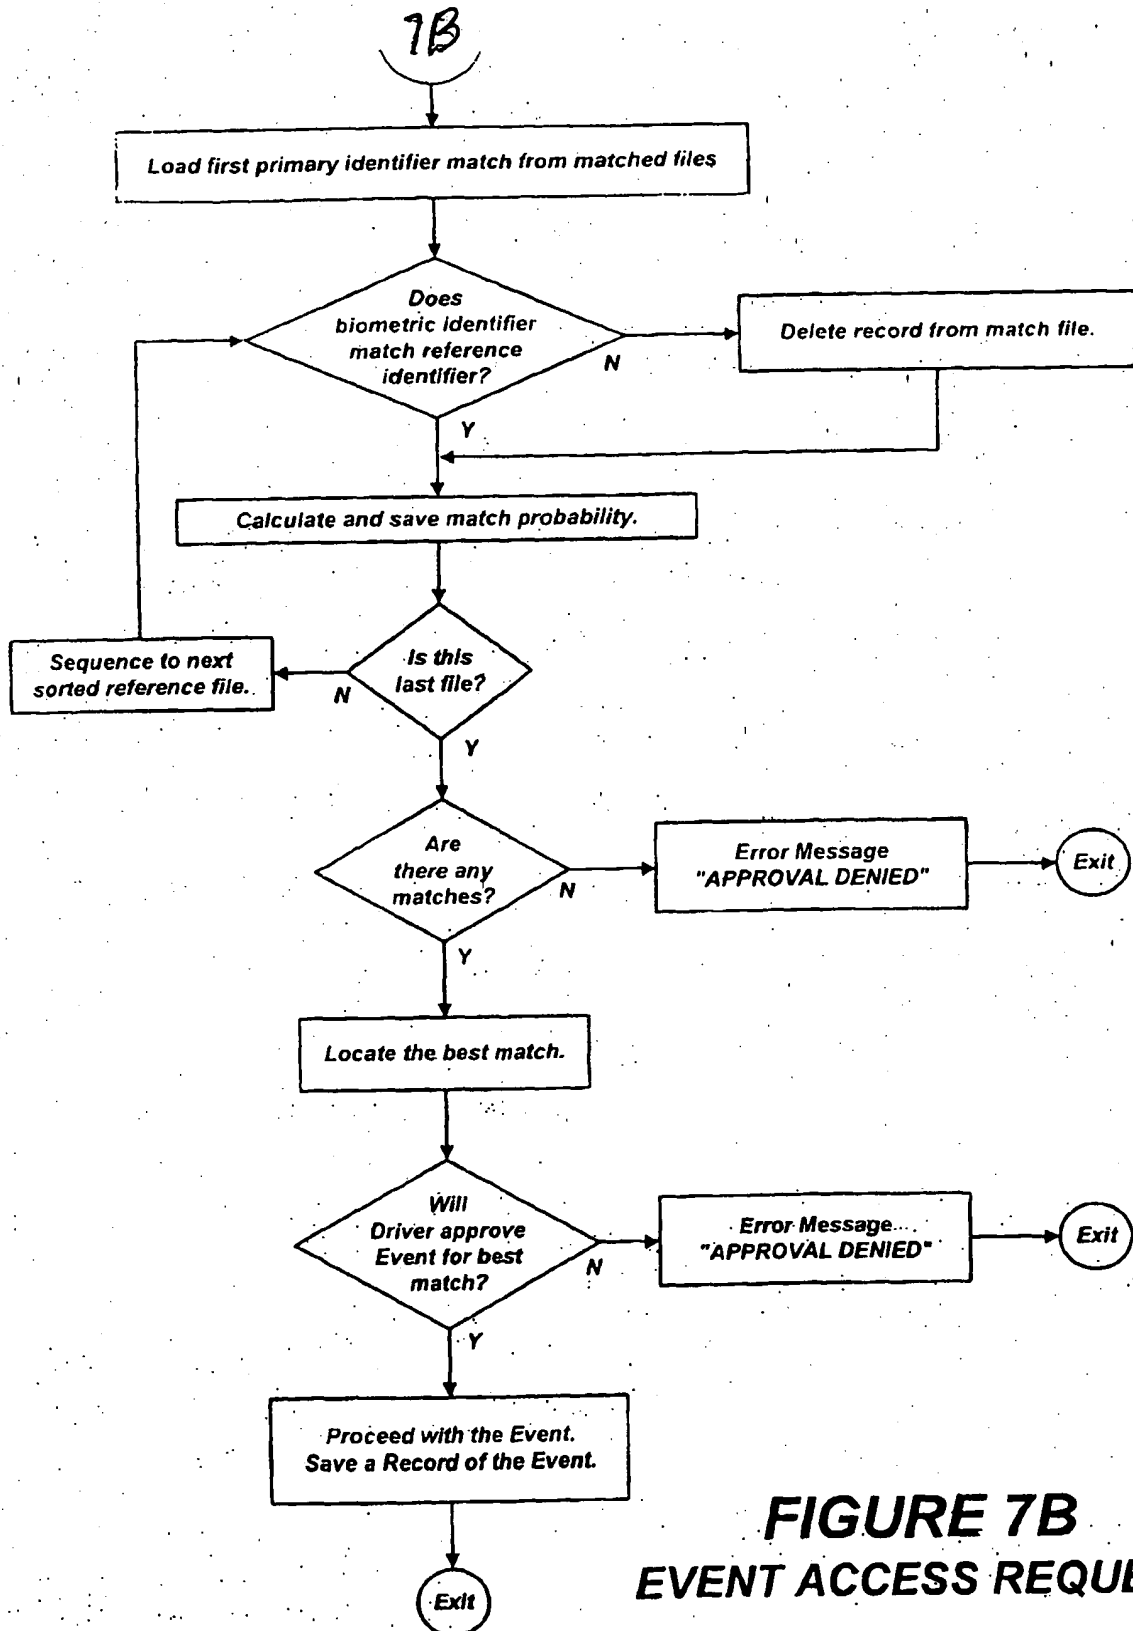 7B
Load first primary identifier match from matched files
Does
biometric identifier
match reference
identifier?
N
Delete record from match file.
Y
Calculate and save match probability.
Sequence to next
sorted reference file.
N
Is this
last file?
Y
Are
there any
matches?
N
Error Message
"APPROVAL DENIED"
Exit
Y
Locate the best match.
Will
Driver approve
Event for best
match?
N
Error Message
"APPROVAL DENIED"
Exit
Y
Proceed with the Event.
Save a Record of the Event.
Exit
FIGURE 7B
EVENT ACCESS REQUE